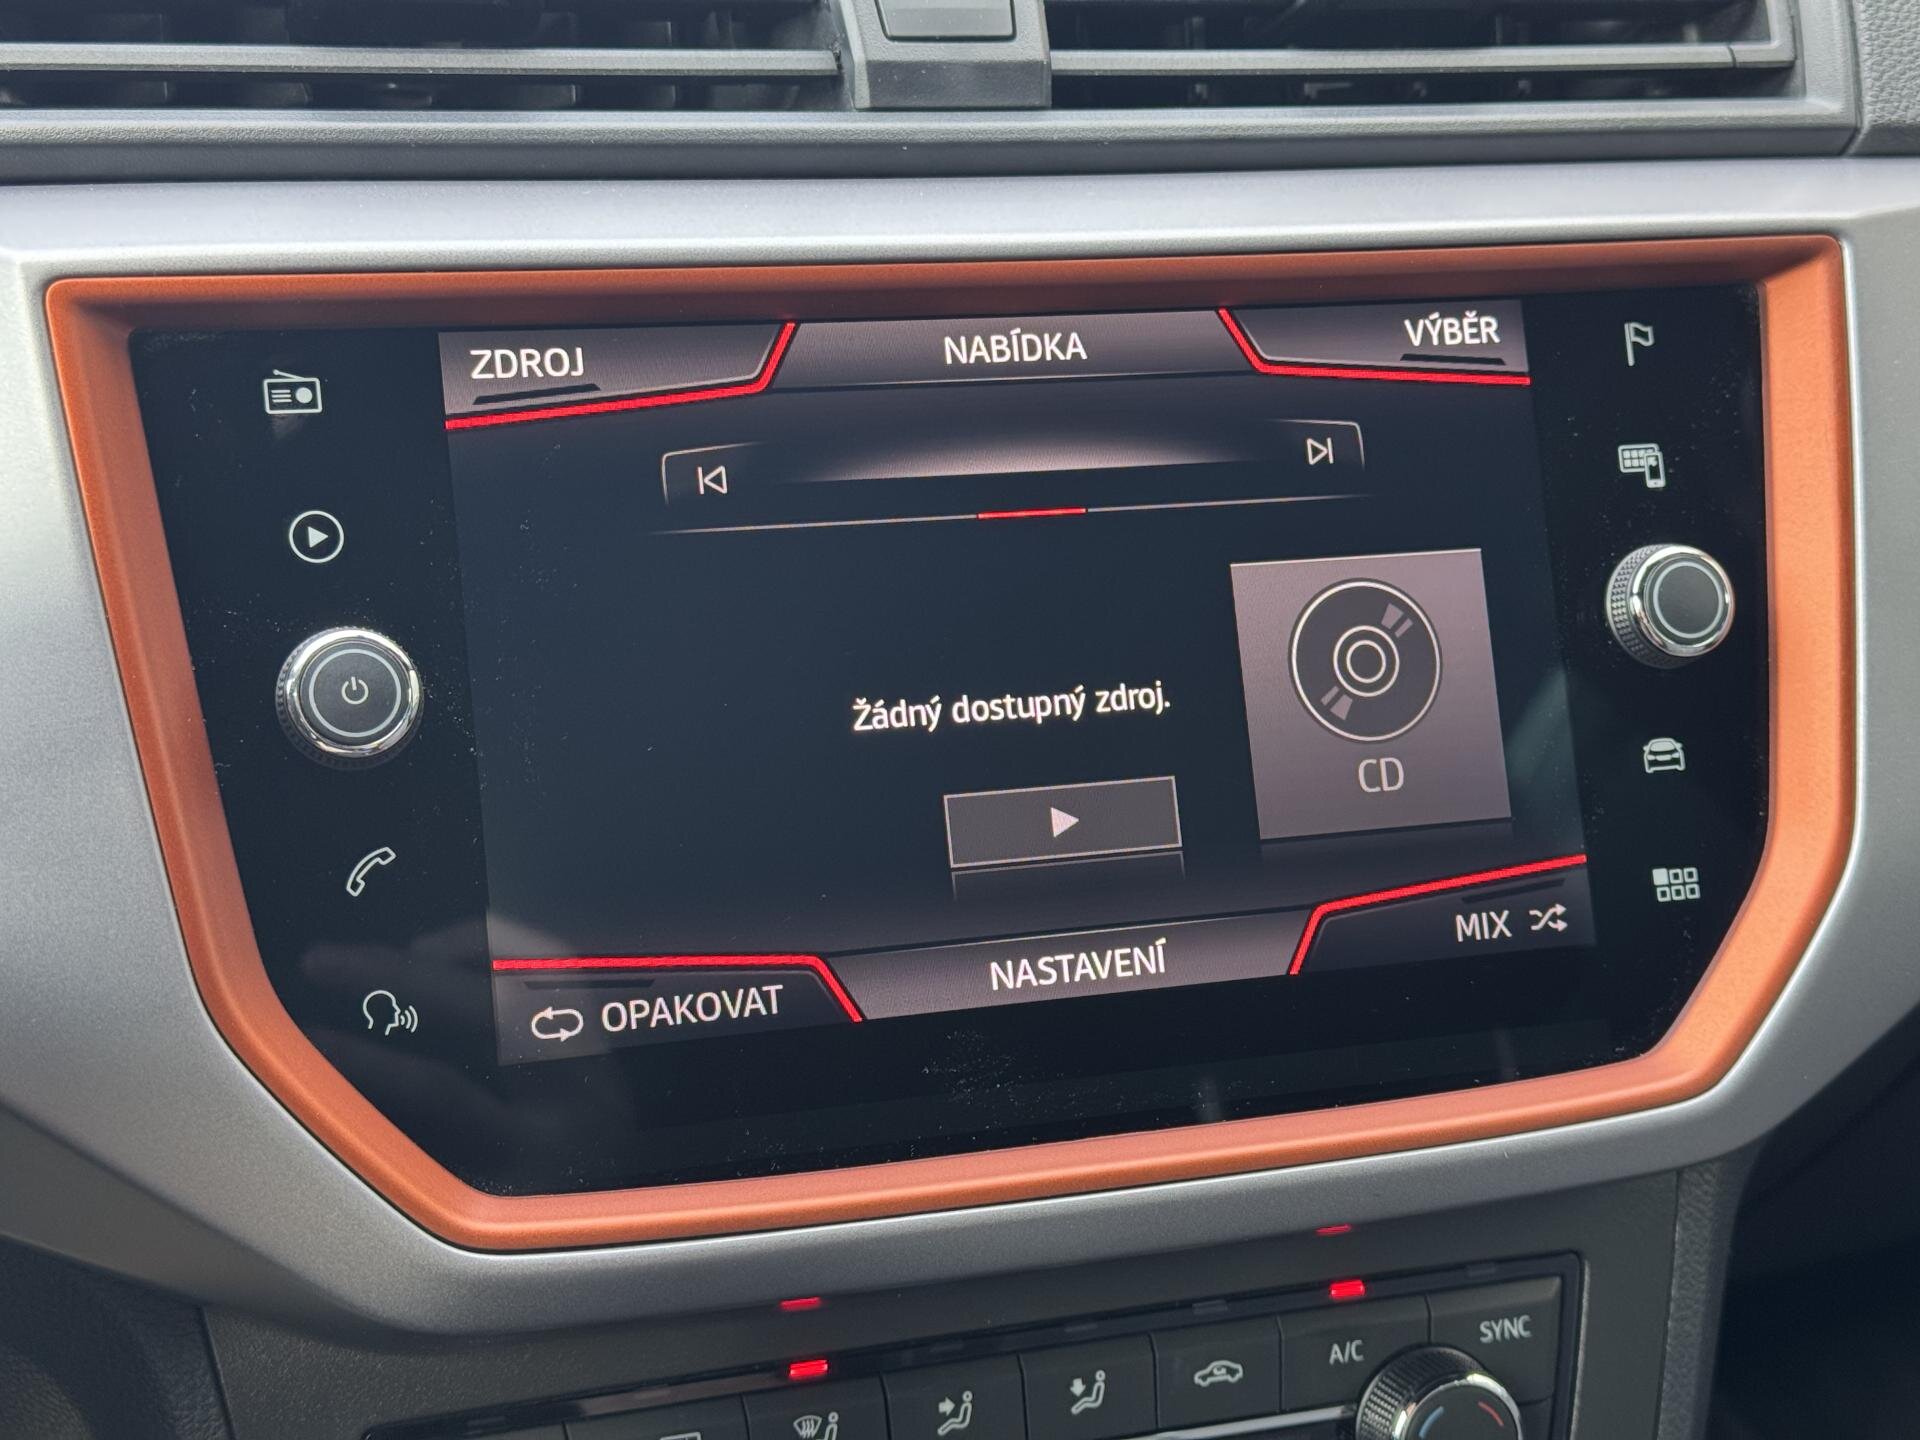 ZDROJ
NABÍDKA
VÝBĚR
Žádný dostupný zdroj.
CD
OPAKOVAT
NASTAVENÍ
MIX
A/C
SYNC